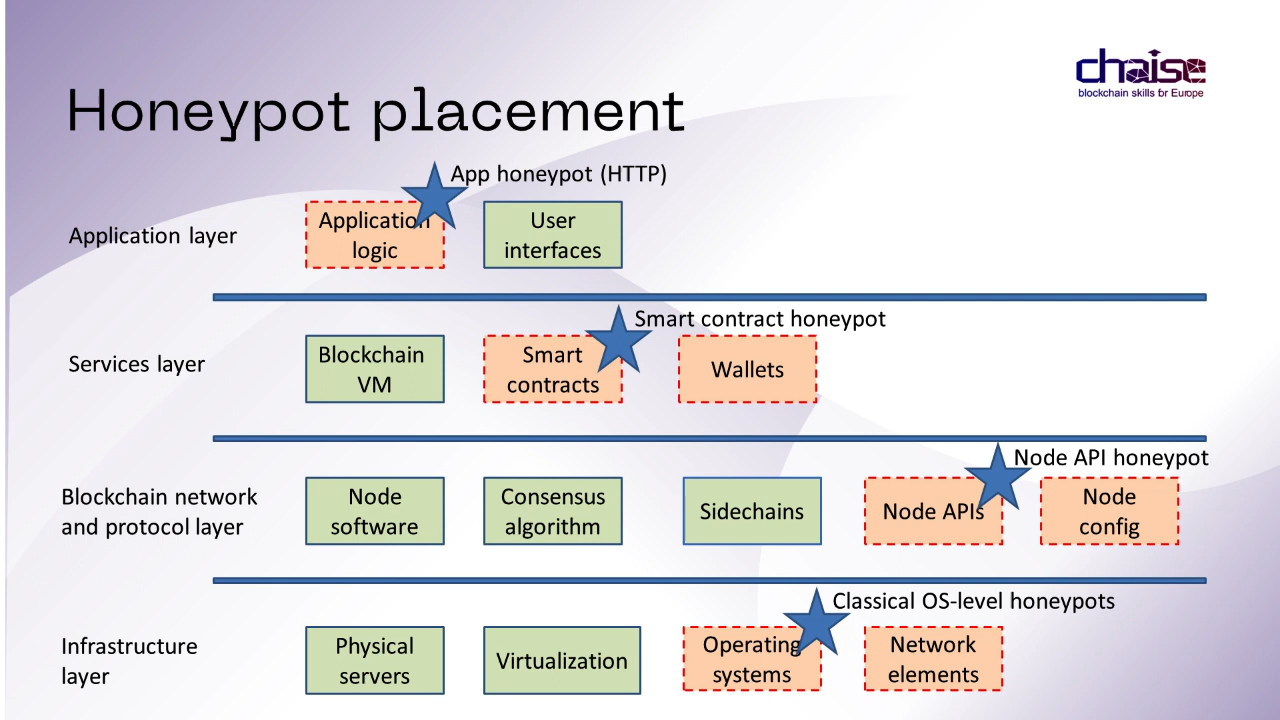 chaise
blockchain skills for Europe
Honeypot placement
App honeypot (HTTP)
Application layer
Application
logic
User
interfaces
Smart contract honeypot
Services layer
Blockchain
VM
Smart
contracts
Wallets
Node API honeypot
Blockchain network
and protocol layer
Node
software
Consensus
algorithm
Sidechains
Node APIs
Node
config
Classical OS-level honeypots
Infrastructure
layer
Physical
servers
Virtualization
Operating
systems
Network
elements